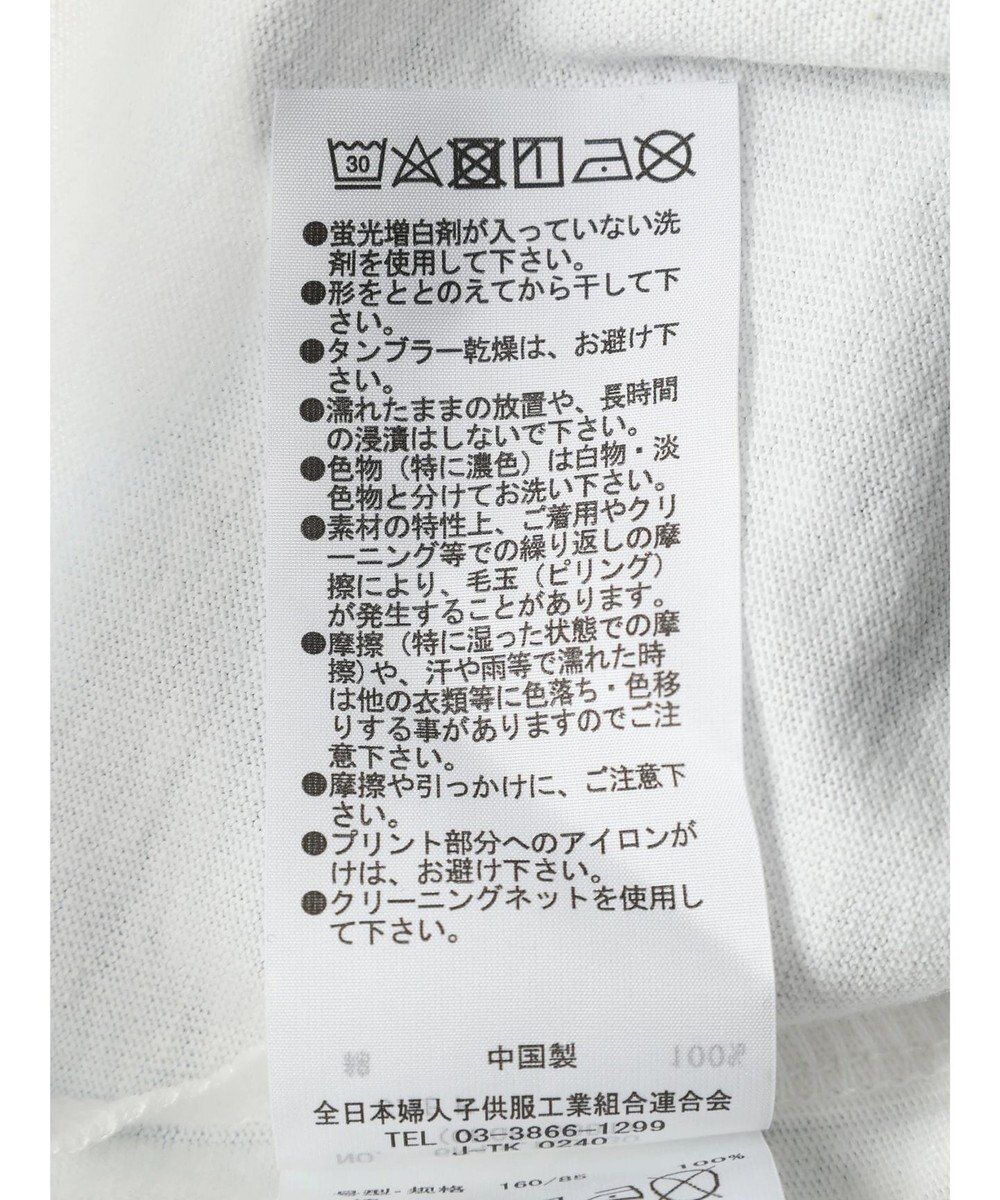 30
●蛍光増白剤が入っていない洗
剤を使用して下さい。
●形をととのえてから干して下
さい。
●タンブラー乾燥は、お避け下
さい。
●濡れたままの放置や、長時間
の浸漬はしないで下さい。
●色物（特に濃色）は白物・淡
色物と分けてお洗い下さい。
●素材の特性上、ご着用やクリ
ーニング等での繰り返しの摩
擦により、毛玉（ピリング）
が発生することがあります。
●摩擦（特に湿った状態での摩
擦）や、汗や雨等で濡れた時
は他の衣類等に色落ち・色移
りする事がありますのでご注
意下さい。
●摩擦や引っかけに、ご注意下
さい。
●プリント部分へのアイロンが
けは、お避け下さい。
●クリーニングネットを使用し
て下さい。
綿 中国製 100%
全日本婦人子供服工業組合連合会
TEL 03-3866-1299
J-TK 0240
NO.
号型·规格 160/85 100%